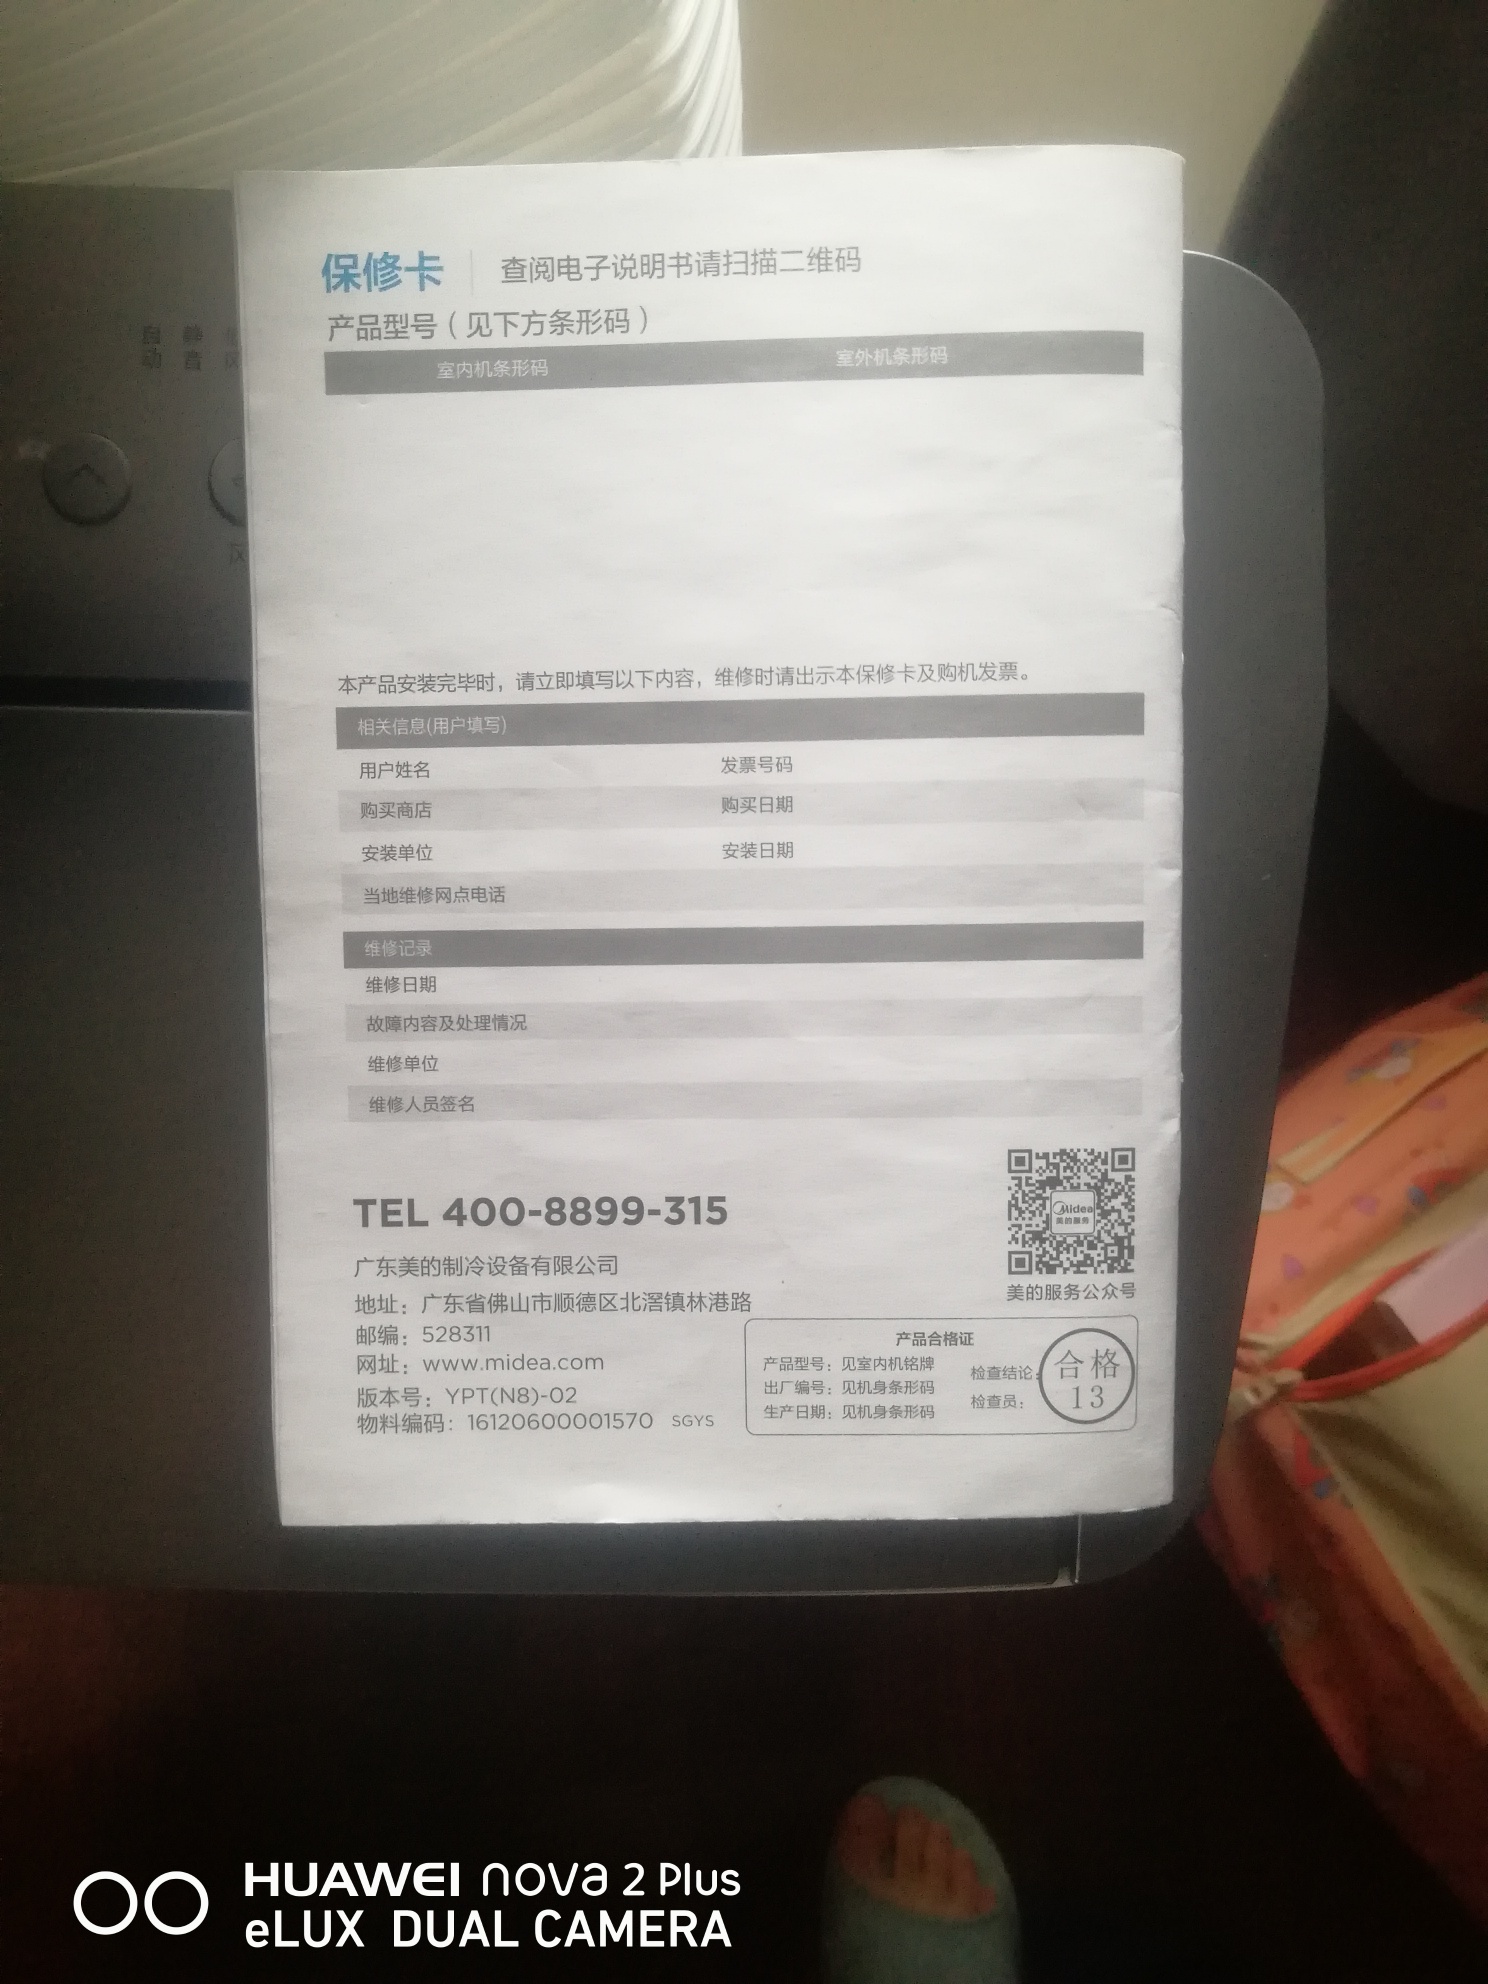 保修卡 查阅电子说明书请扫描二维码
产品型号（见下方条形码）
室内机条形码 室外机条形码
自动 静音
本产品安装完毕时，请立即填写以下内容，维修时请出示本保修卡及购机发票。
相关信息(用户填写)
用户姓名 发票号码
购买商店 购买日期
安装单位 安装日期
当地维修网点电话
维修记录
维修日期
故障内容及处理情况
维修单位
维修人员签名
TEL 400-8899-315
广东美的制冷设备有限公司
地址：广东省佛山市顺德区北滘镇林港路
邮编：528311
网址：www.midea.com
版本号：YPT(N8)-02
物料编码：16120600001570 SGYS
Midea
美的服务
美的服务公众号
产品合格证
产品型号：见室内机铭牌
出厂编号：见机身条形码
生产日期：见机身条形码
检查结论：
检查员：
合格
13
HUAWEI nova 2 Plus
eLUX DUAL CAMERA